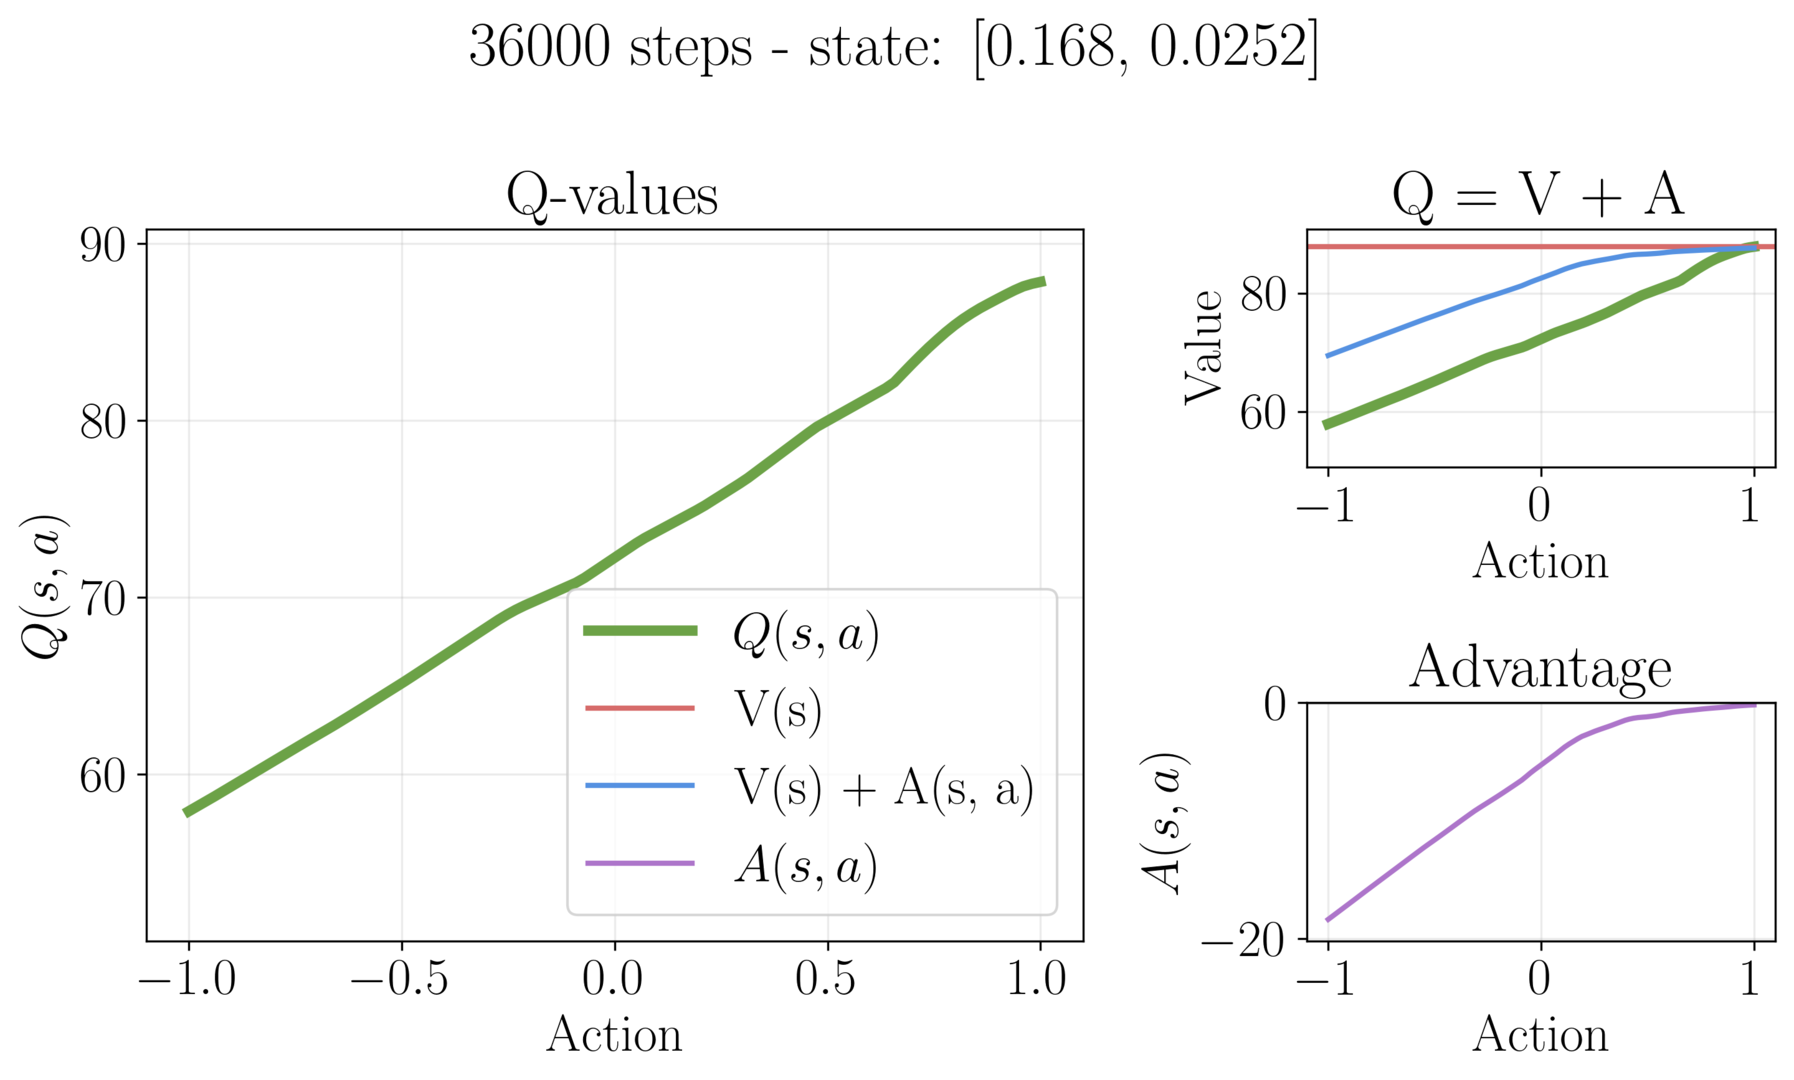 36000 steps - state: [0.168, 0.0252]
Q-values
90
80
70
60
Q(s, a)
−1.0 −0.5 0.0 0.5 1.0
Action
Q(s, a)
V(s)
V(s) + A(s, a)
A(s, a)
Q = V + A
80
60
Value
−1 0 1
Action
Advantage
0
−20
A(s, a)
−1 0 1
Action